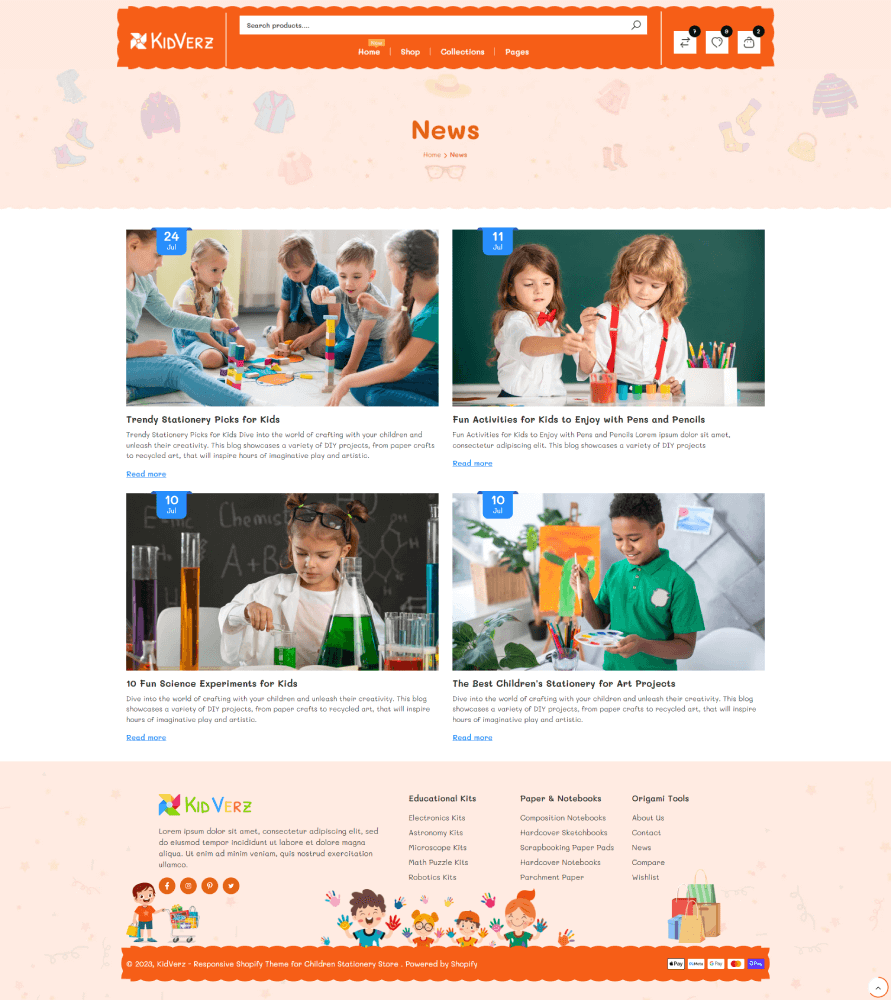 Search products....
KIDVERZ
7
0
2
New
Home
Shop
Collections
Pages
News
Home > News
24
Jul
11
Jul
Trendy Stationery Picks for Kids
Trendy Stationery Picks for Kids Dive into the world of crafting with your children and
unleash their creativity. This blog showcases a variety of DIY projects, from paper crafts
to recycled art, that will inspire hours of imaginative play and artistic.
Read more
Fun Activities for Kids to Enjoy with Pens and Pencils
Fun Activities for Kids to Enjoy with Pens and Pencils Lorem ipsum dolor sit amet,
consectetur adipiscing elit. This blog showcases a variety of DIY projects
Read more
10
Jul
Chemist
A+B
10
Jul
10 Fun Science Experiments for Kids
Dive into the world of crafting with your children and unleash their creativity. This blog
showcases a variety of DIY projects, from paper crafts to recycled art, that will inspire
hours of imaginative play and artistic.
Read more
The Best Children's Stationery for Art Projects
Dive into the world of crafting with your children and unleash their creativity. This blog
showcases a variety of DIY projects, from paper crafts to recycled art, that will inspire
hours of imaginative play and artistic.
Read more
KID VERZ
Lorem ipsum dolor sit amet, consectetur adipiscing elit, sed
do eiusmod tempor incididunt ut labore et dolore magna
aliqua. Ut enim ad minim veniam, quis nostrud exercitation
ullamco.
Educational Kits
Electronics Kits
Astronomy Kits
Microscope Kits
Math Puzzle Kits
Robotics Kits
Paper & Notebooks
Composition Notebooks
Hardcover Sketchbooks
Scrapbooking Paper Pads
Hardcover Notebooks
Parchment Paper
Origami Tools
About Us
Contact
News
Compare
Wishlist
© 2023, KidVerz - Responsive Shopify Theme for Children Stationery Store . Powered by Shopify
Pay
G Pay
Pay